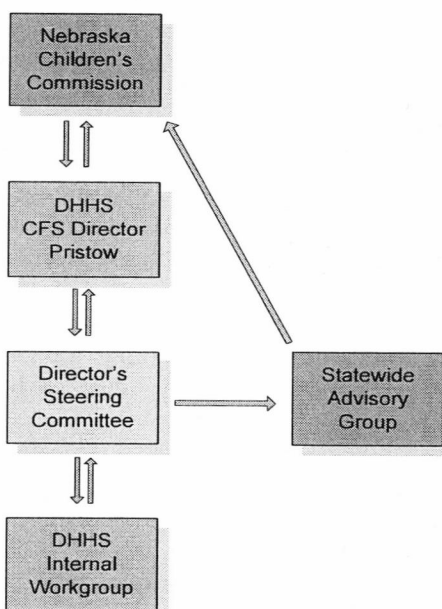 Nebraska
Children's
Commission
DHHS
CFS Director
Pristow
Director's
Steering
Committee
Statewide
Advisory
Group
DHHS
Internal
Workgroup